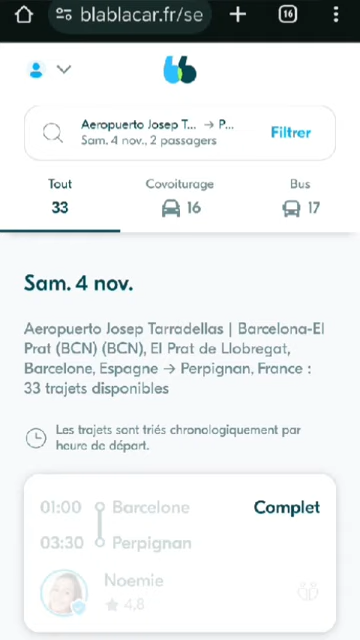 blablacar.fr/se
16
Aeropuerto Josep T... → P...
Sam. 4 nov., 2 passagers
Filtrer
Tout
33
Covoiturage
16
Bus
17
Sam. 4 nov.
Aeropuerto Josep Tarradellas | Barcelona-El
Prat (BCN) (BCN), El Prat de Llobregat,
Barcelone, Espagne → Perpignan, France :
33 trajets disponibles
Les trajets sont triés chronologiquement par
heure de départ.
01:00 Barcelone Complet
03:30 Perpignan
Noemie
4,8